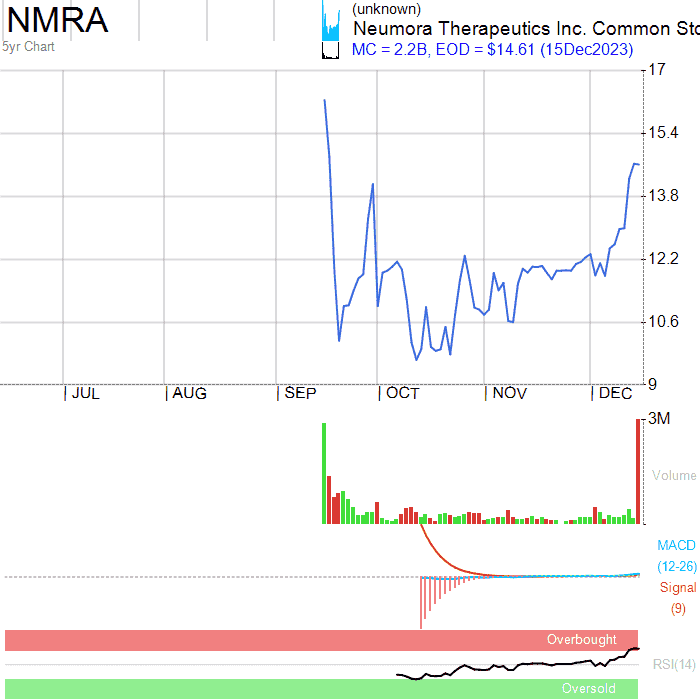 NMRA
5yr Chart
(unknown)
Neumora Therapeutics Inc. Common Sto
MC = 2.2B, EOD = $14.61 (15Dec2023)
17
15.4
13.8
12.2
10.6
9
JUL AUG SEP OCT NOV DEC
3M
Volume
MACD
(12-26)
Signal
(9)
Overbought
RSI(14)
Oversold